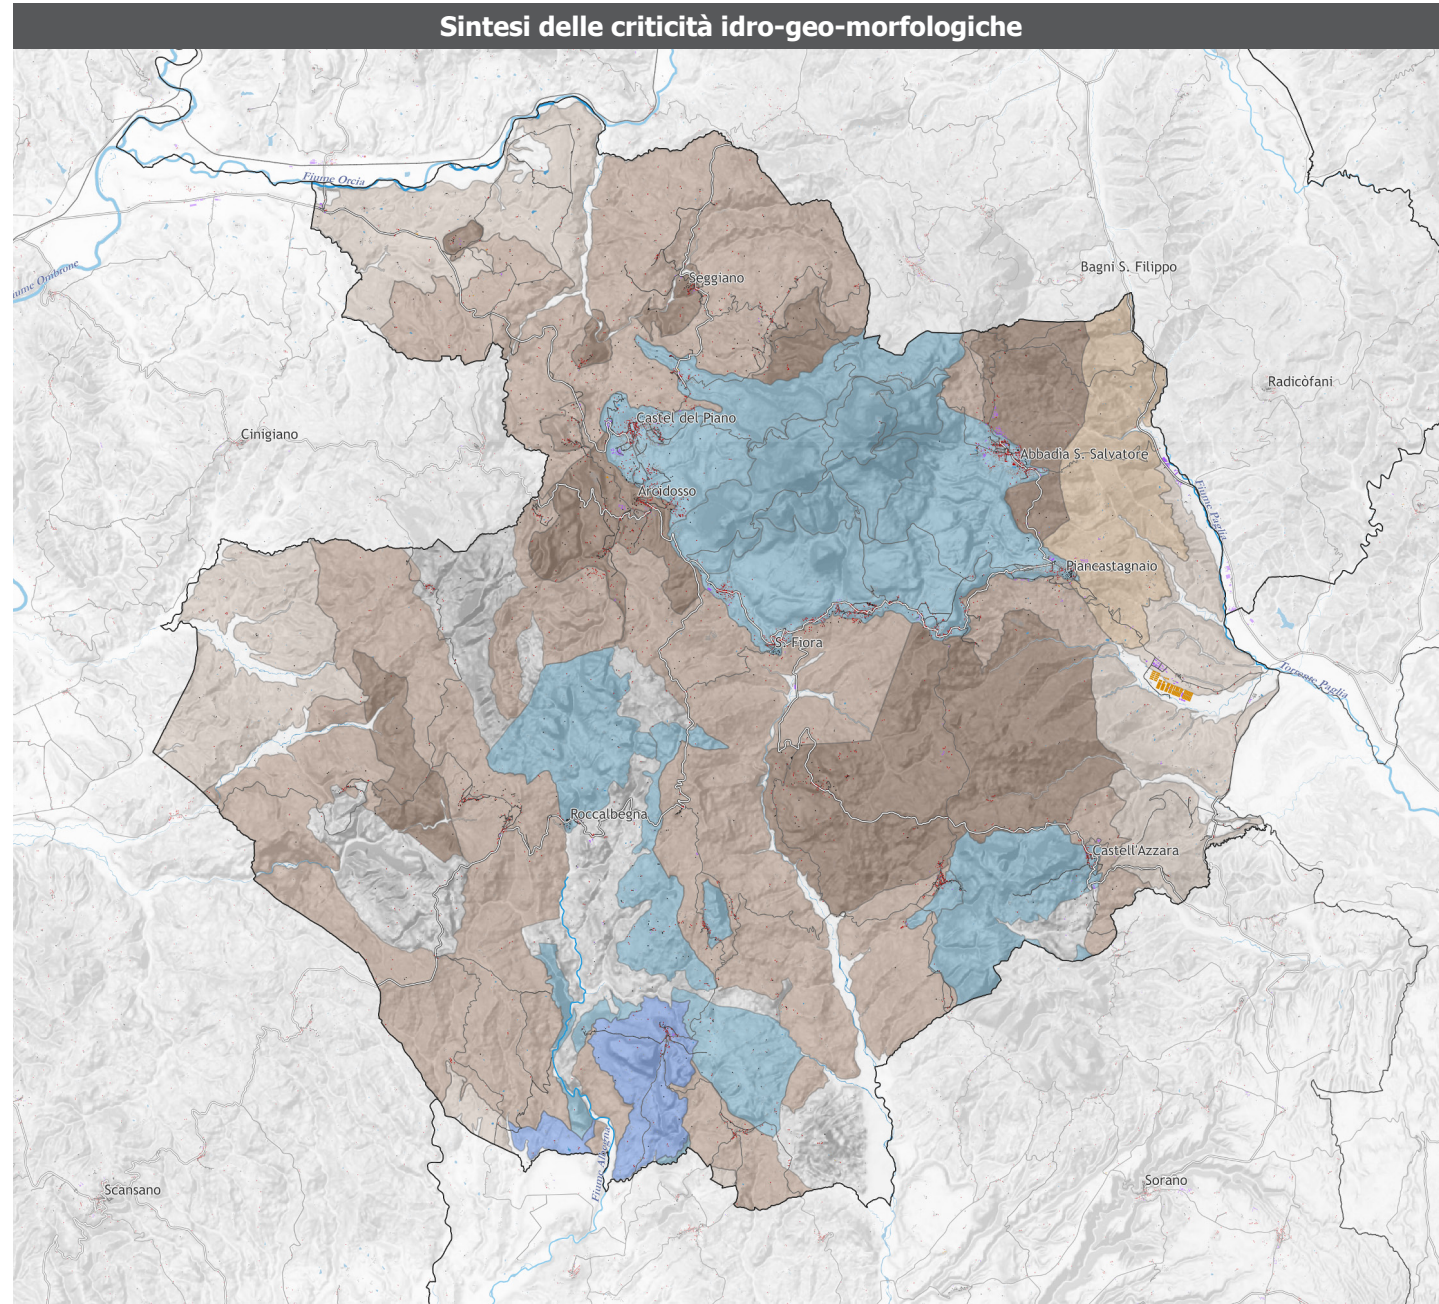 Sintesi delle criticità idro-geo-morfologiche
Fiume Orcia
Bagni S. Filippo
Fiume Ombrone
Seggiano
Radicòfani
Castel del Piano
Cinigiano
Abbadia S. Salvatore
Arcidosso
Fiume Paglia
Piancastagnaio
S. Fiora
Torrente Paglia
Roccalbegna
Castell'Azzara
Fiume Albegna
Sorano
Scansano